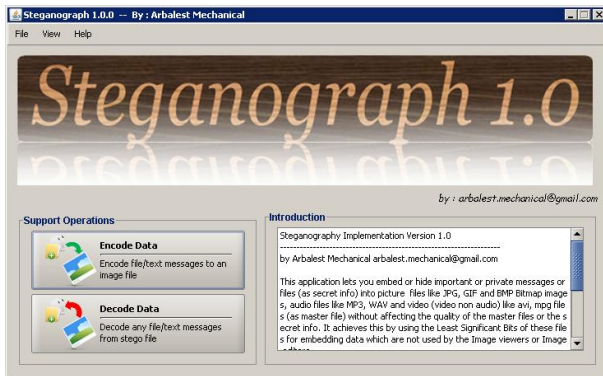 Steganograph 1.0.0 -- By : Arbalest Mechanical
File View Help
Steganograph 1.0
by : arbalest.mechanical@gmail.com
Support Operations
Encode Data
Encode file/text messages to an
image file
Decode Data
Decode any file/text messages
from stego file
Introduction
Steganography Implementation Version 1.0
------------------------------------------------------------------------
by Arbalest Mechanical arbalest.mechanical@gmail.com
This application lets you embed or hide important or private messages or
files (as secret info) into picture files like JPG, GIF and BMP Bitmap image
s, audio files like MP3, WAV and video (video non audio) like avi, mpg file
s (as master file) without affecting the quality of the master files or the s
ecret info. It achieves this by using the Least Significant Bits of these file
s for embedding data which are not used by the Image viewers or Image
editors